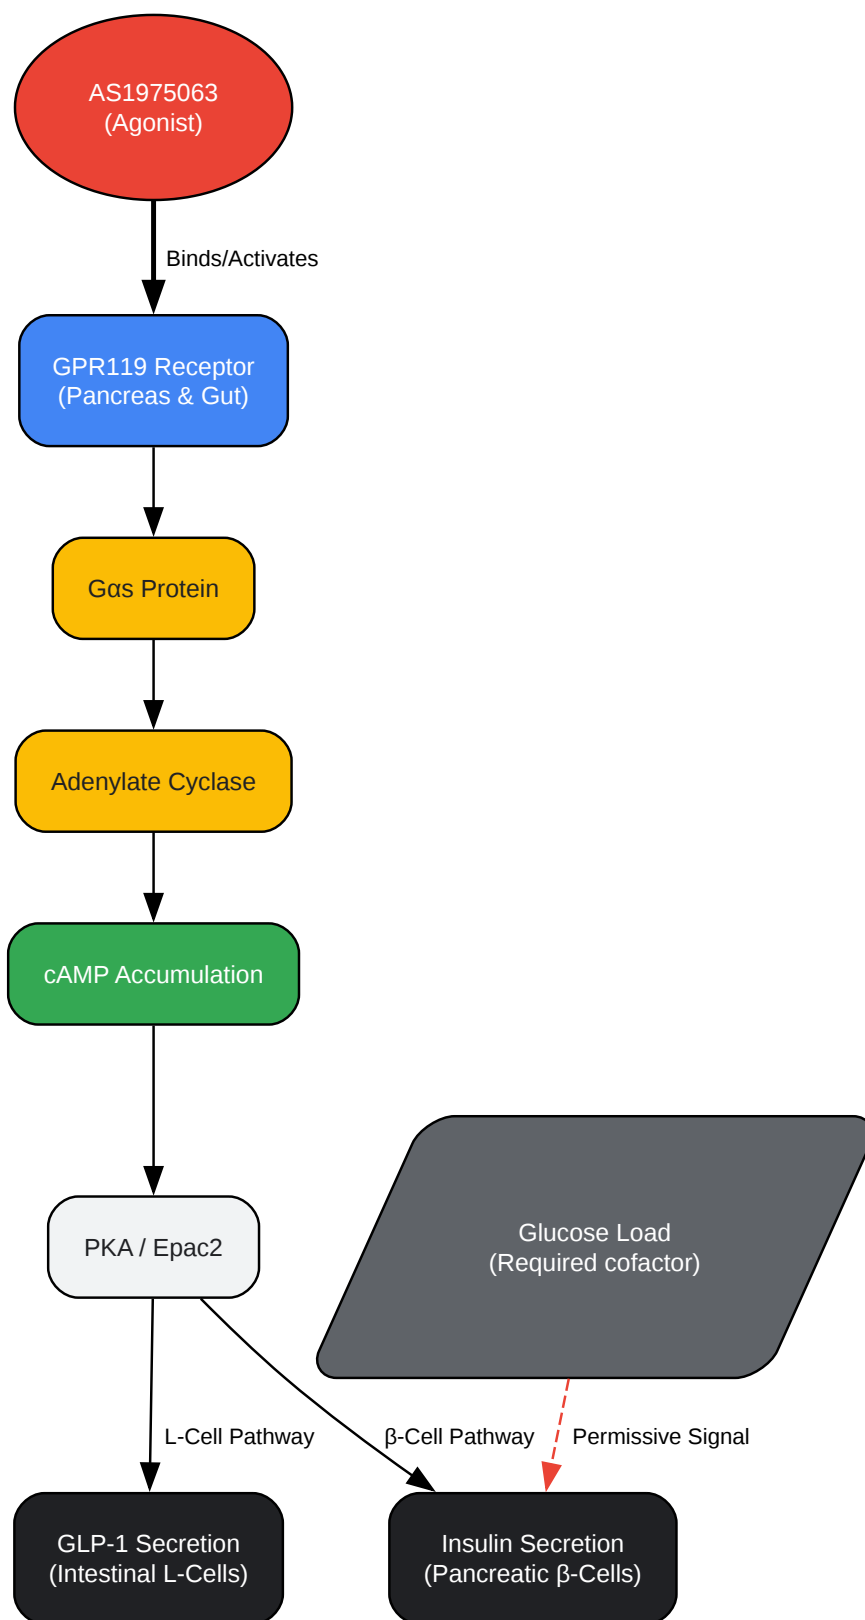 AS1975063
(Agonist)
Binds/Activates
GPR119 Receptor
(Pancreas & Gut)
Gαs Protein
Adenylate Cyclase
cAMP Accumulation
PKA / Epac2
Glucose Load
(Required cofactor)
L-Cell Pathway
β-Cell Pathway
Permissive Signal
GLP-1 Secretion
(Intestinal L-Cells)
Insulin Secretion
(Pancreatic β-Cells)